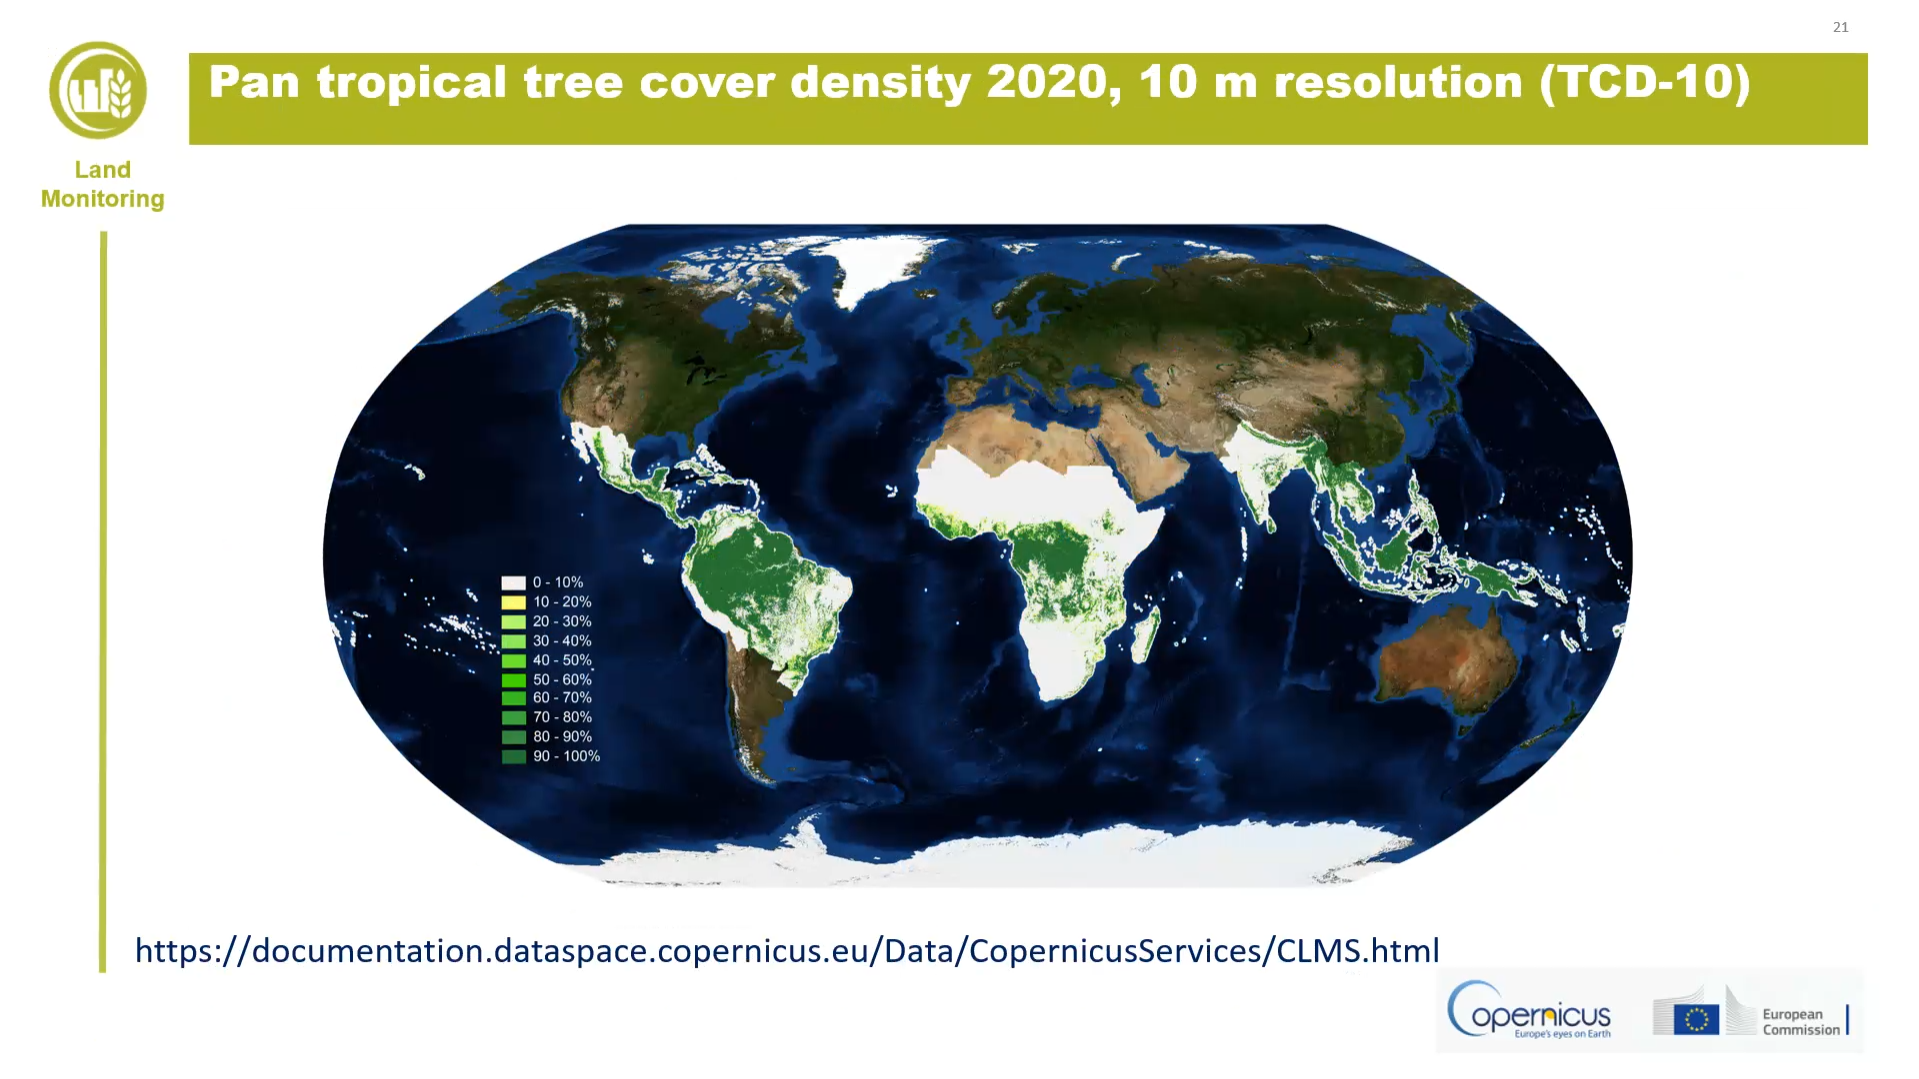 21
Pan tropical tree cover density 2020, 10 m resolution (TCD-10)
Land
Monitoring
0 - 10%
10 - 20%
20 - 30%
30 - 40%
40 - 50%
50 - 60%
60 - 70%
70 - 80%
80 - 90%
90 - 100%
https://documentation.dataspace.copernicus.eu/Data/CopernicusServices/CLMS.html
Copernicus
Europe's eyes on Earth
European
Commission